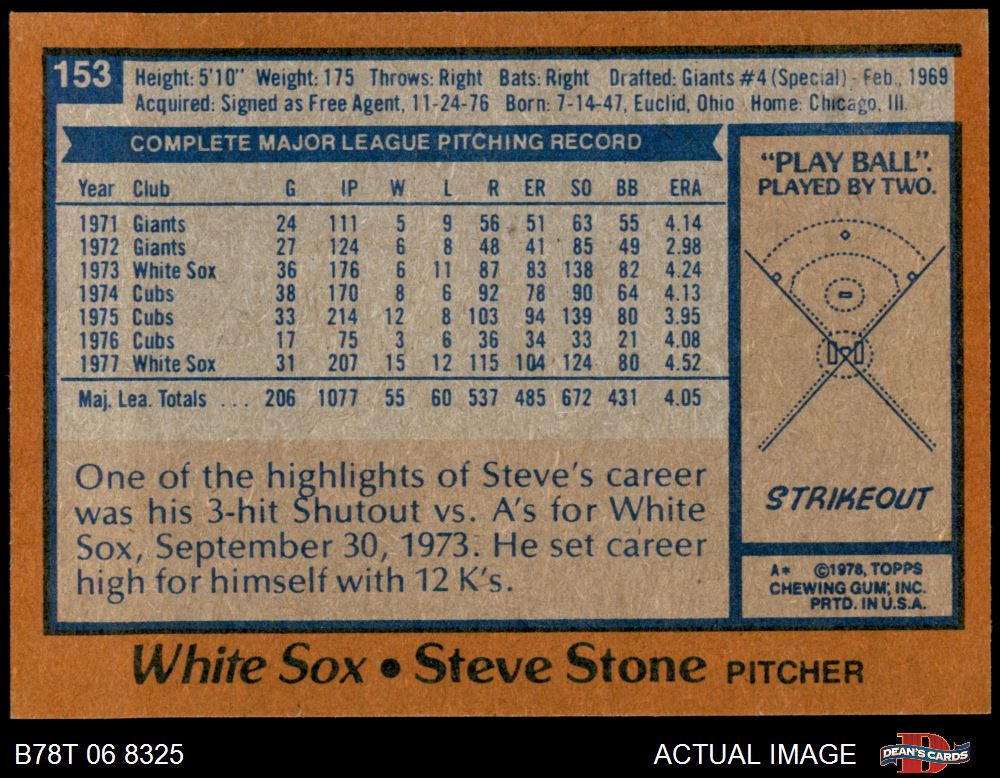 153
Height: 5'10" Weight: 175 Throws: Right Bats: Right Drafted: Giants #4 (Special) - Feb., 1969
Acquired: Signed as Free Agent, 11-24-76 Born: 7-14-47, Euclid, Ohio Home: Chicago, Ill.
COMPLETE MAJOR LEAGUE PITCHING RECORD
Year Club G IP W L R ER SO BB ERA
1971 Giants 24 111 5 9 56 51 63 55 4.14
1972 Giants 27 124 6 8 48 41 85 49 2.98
1973 White Sox 36 176 6 11 87 83 138 82 4.24
1974 Cubs 38 170 8 6 92 78 90 64 4.13
1975 Cubs 33 214 12 8 103 94 139 80 3.95
1976 Cubs 17 75 3 6 36 34 33 21 4.08
1977 White Sox 31 207 15 12 115 104 124 80 4.52
Maj. Lea. Totals ... 206 1077 55 60 537 485 672 431 4.05
One of the highlights of Steve's career
was his 3-hit Shutout vs. A's for White
Sox, September 30, 1973. He set career
high for himself with 12 K's.
"PLAY BALL".
PLAYED BY TWO.
STRIKEOUT
A* ©1978, TOPPS
CHEWING GUM, INC.
PRTD. IN U.S.A.
White Sox • Steve Stone PITCHER
B78T 06 8325
ACTUAL IMAGE
DEAN'S CARDS